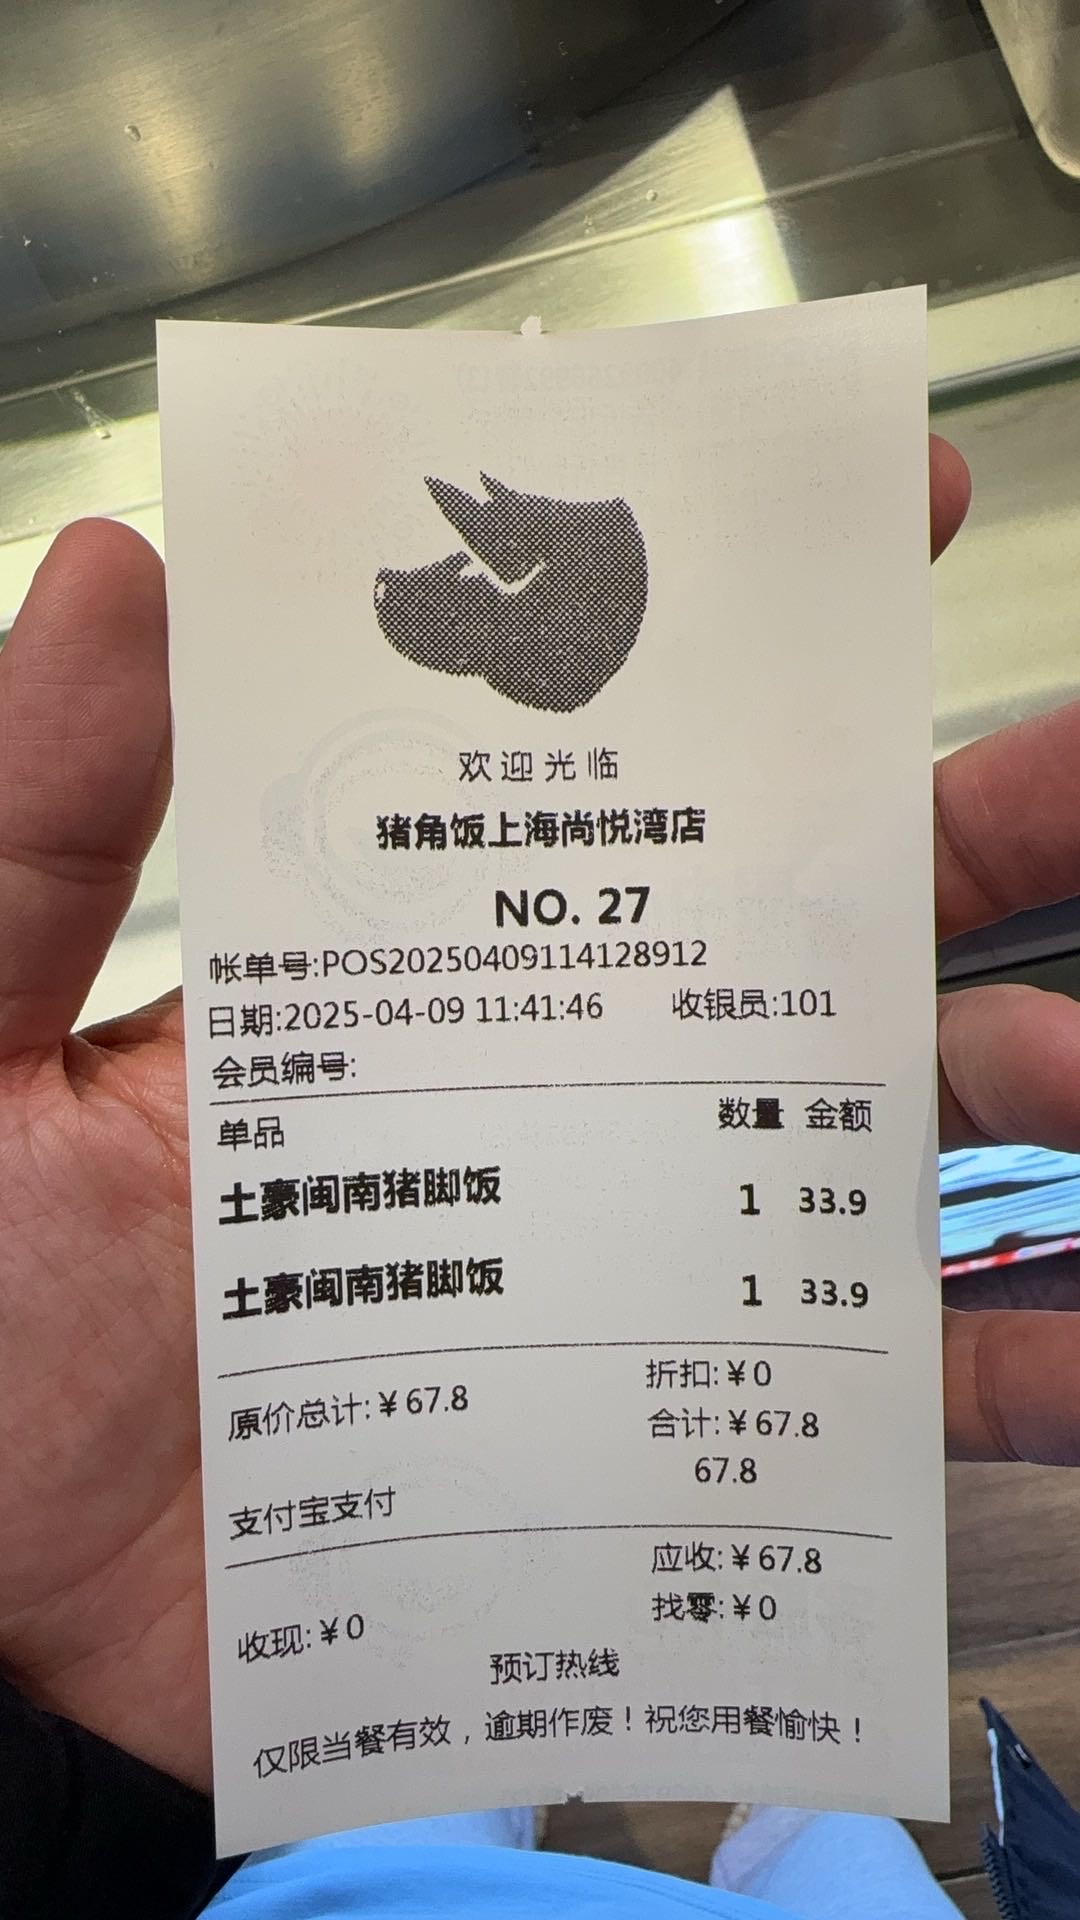 欢迎光临
猪角饭上海尚悦湾店
NO. 27
帐单号:POS20250409114128912
日期:2025-04-09 11:41:46 收银员:101
会员编号:
单品 数量 金额
土豪闽南猪脚饭 1 33.9
土豪闽南猪脚饭 1 33.9
原价总计:¥67.8 折扣:¥0
合计:¥67.8
支付宝支付 67.8
应收:¥67.8
收现:¥0 找零:¥0
预订热线
仅限当餐有效，逾期作废！祝您用餐愉快！